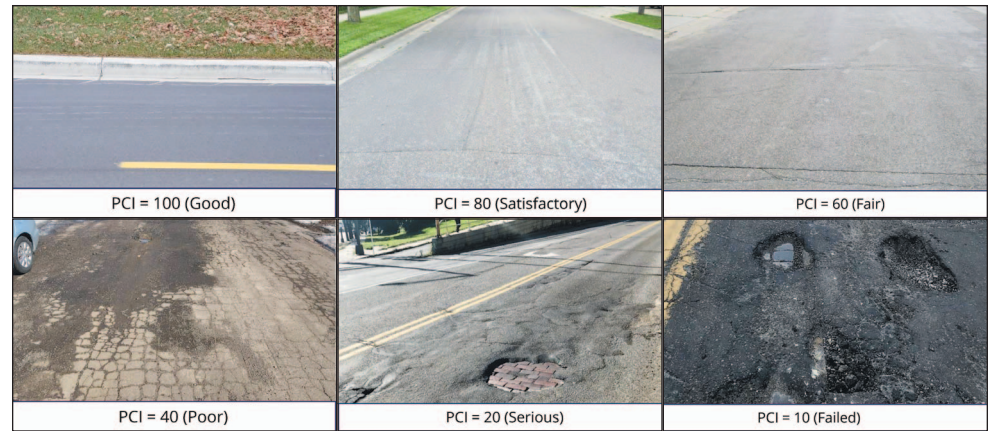 PCI = 100 (Good)
PCI = 80 (Satisfactory)
PCI = 60 (Fair)
PCI = 40 (Poor)
PCI = 20 (Serious)
PCI = 10 (Failed)